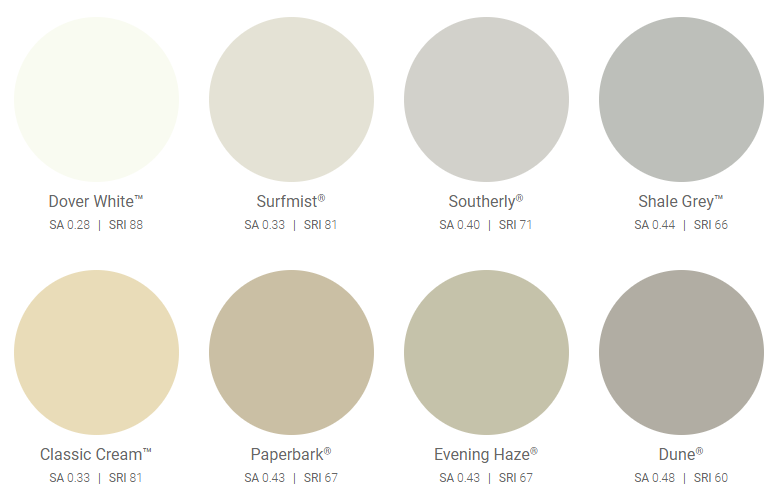 Dover White™ Surfmist® Southerly® Shale Grey™
SA 0.28 | SRI 88 SA 0.33 | SRI 81 SA 0.40 | SRI 71 SA 0.44 | SRI 66
Classic Cream™ Paperbark® Evening Haze® Dune®
SA 0.33 | SRI 81 SA 0.43 | SRI 67 SA 0.43 | SRI 67 SA 0.48 | SRI 60